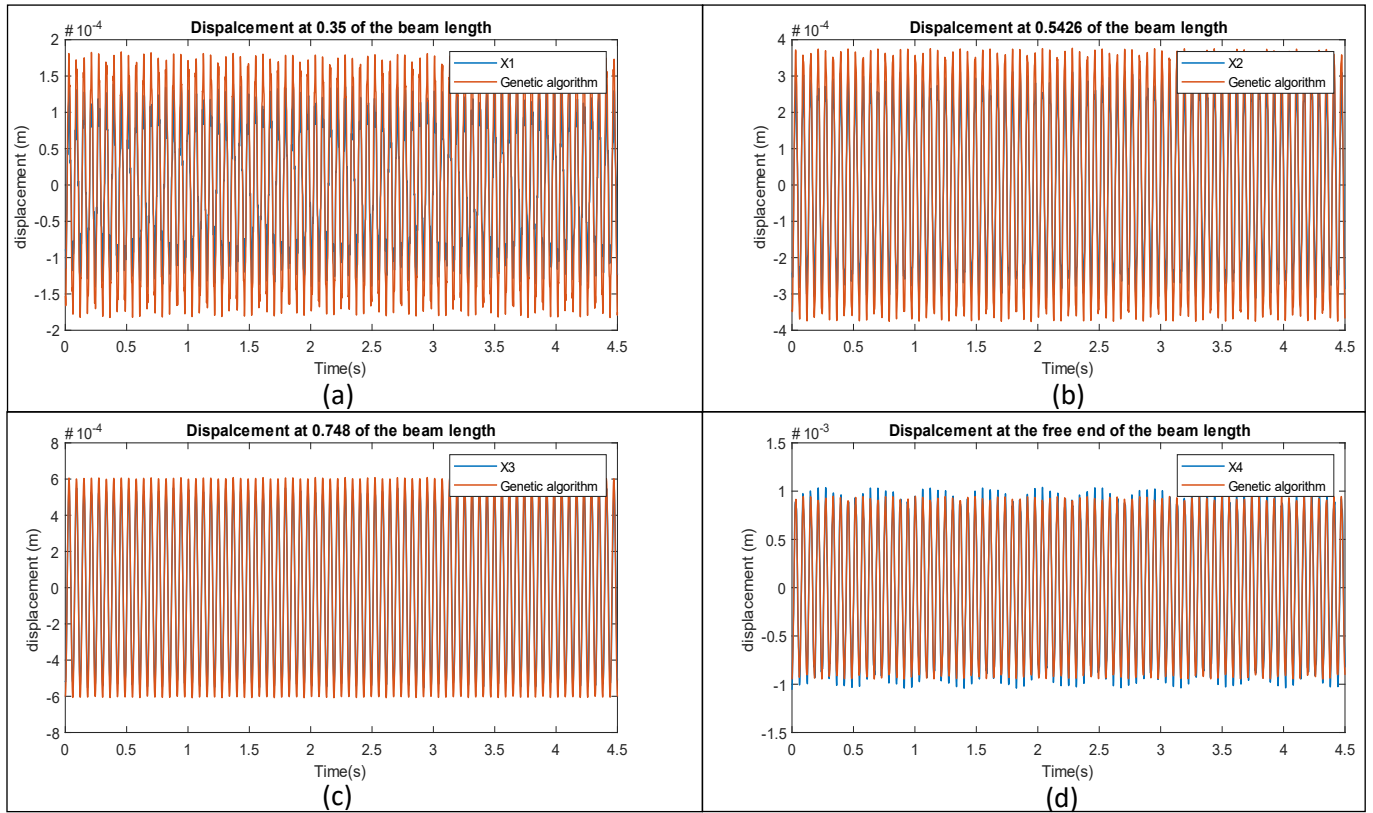 Dispalcement at 0.35 of the beam length
# 10-4
X1
Genetic algorithm
2
1.5
1
0.5
0
-0.5
-1
-1.5
-2
displacement (m)
0 0.5 1 1.5 2 2.5 3 3.5 4 4.5
Time(s)
(a)
Dispalcement at 0.5426 of the beam length
# 10-4
X2
Genetic algorithm
4
3
2
1
0
-1
-2
-3
-4
displacement (m)
0 0.5 1 1.5 2 2.5 3 3.5 4 4.5
Time(s)
(b)
Dispalcement at 0.748 of the beam length
# 10-4
X3
Genetic algorithm
8
6
4
2
0
-2
-4
-6
-8
displacement (m)
0 0.5 1 1.5 2 2.5 3 3.5 4 4.5
Time(s)
(c)
Dispalcement at the free end of the beam length
# 10-3
X4
Genetic algorithm
1.5
1
0.5
0
-0.5
-1
-1.5
displacement (m)
0 0.5 1 1.5 2 2.5 3 3.5 4 4.5
Time(s)
(d)